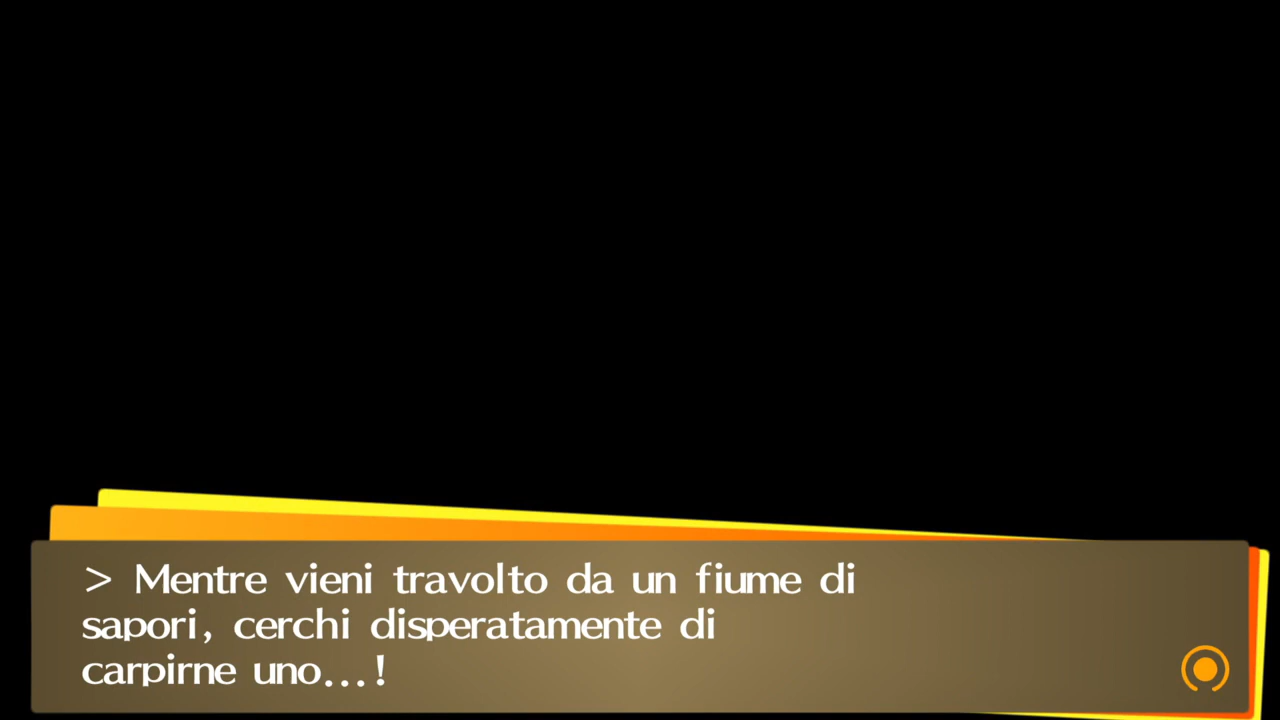 > Mentre vieni travolto da un fiume di
sapori, cerchi disperatamente di
carpirne uno...!